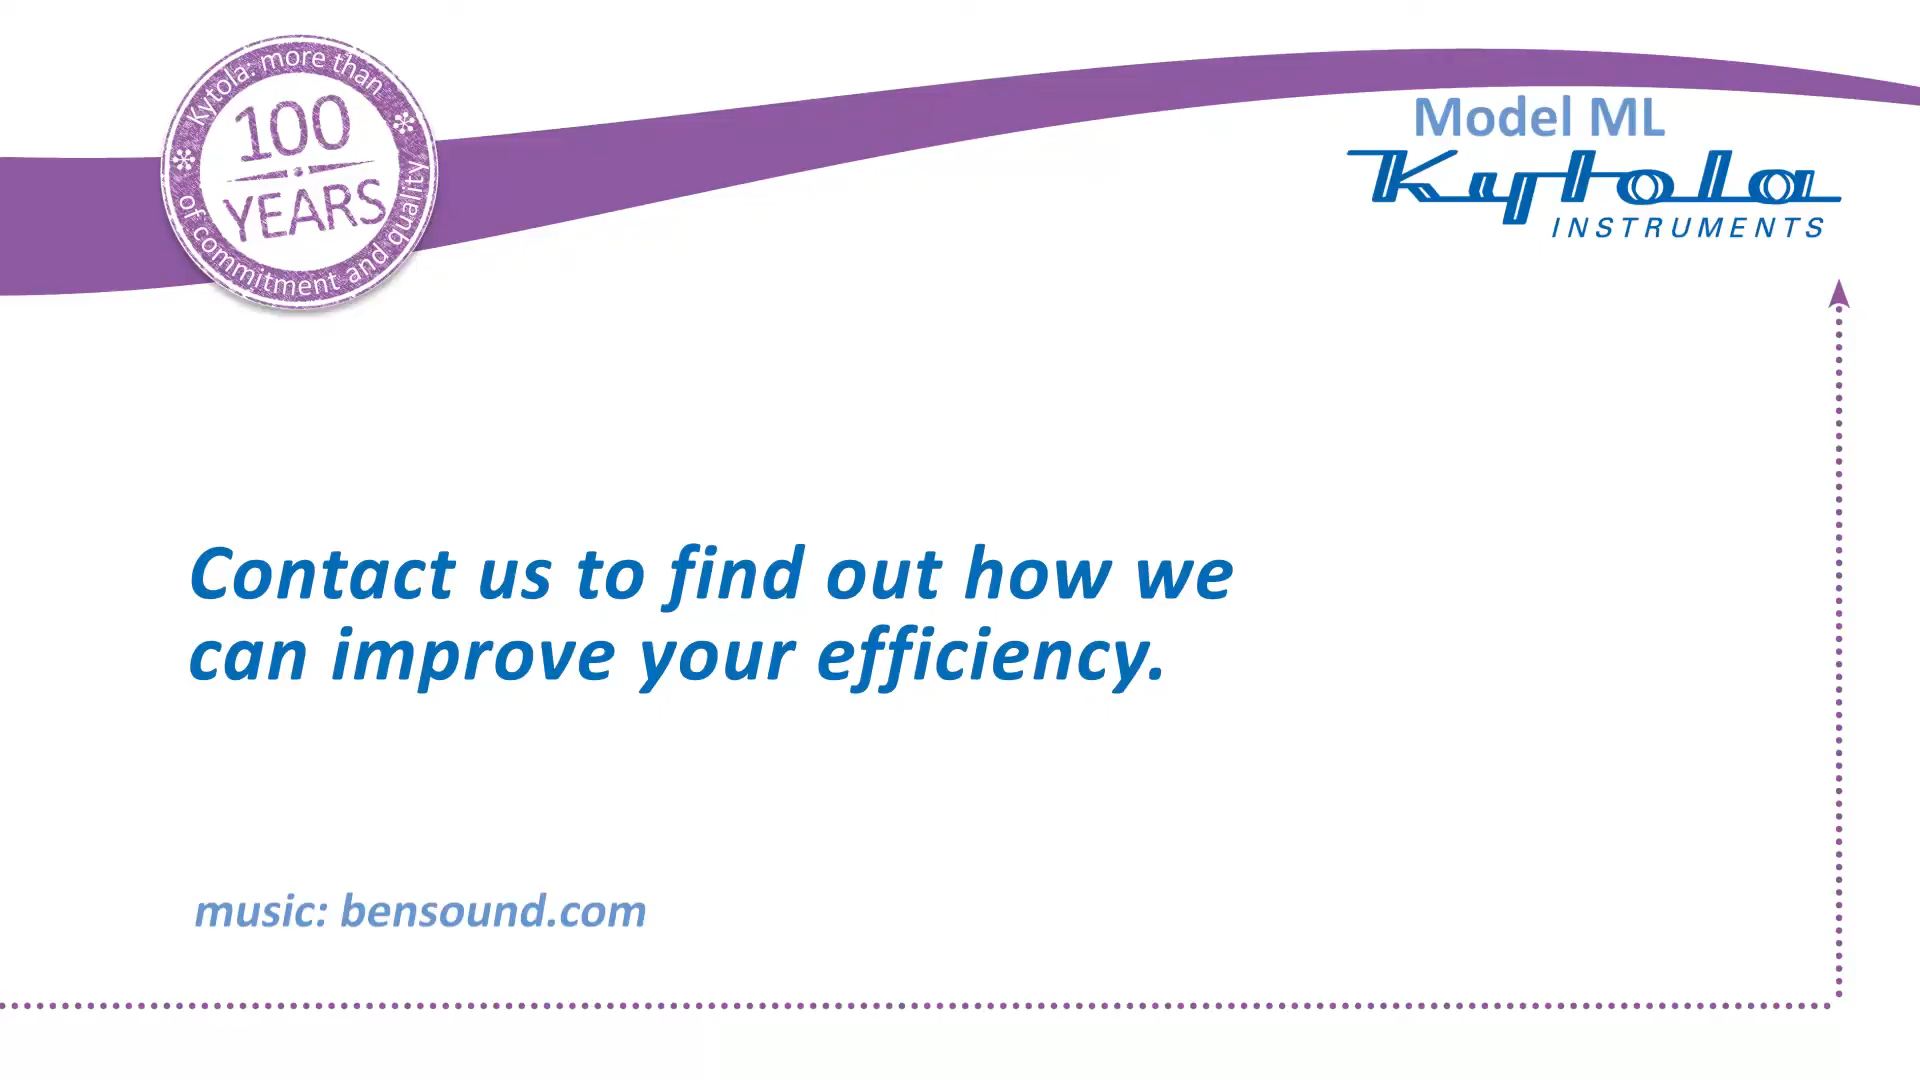 Kytola: more than
100
YEARS
of commitment and quality
Model ML
Kytola
INSTRUMENTS
Contact us to find out how we
can improve your efficiency.
music: bensound.com